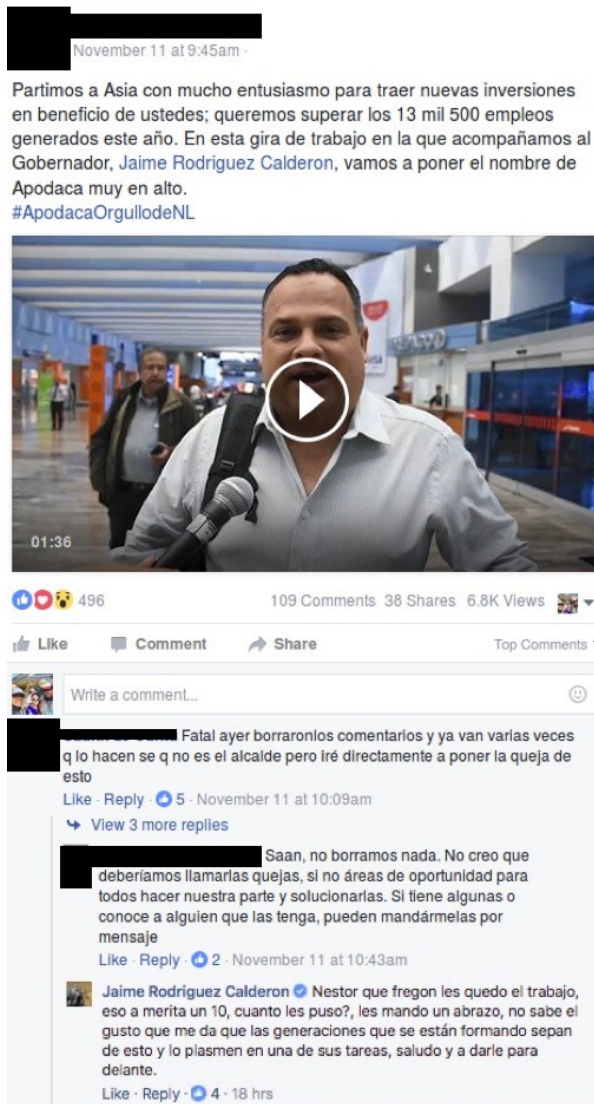 November 11 at 9:45am ·
Partimos a Asia con mucho entusiasmo para traer nuevas inversiones
en beneficio de ustedes; queremos superar los 13 mil 500 empleos
generados este año. En esta gira de trabajo en la que acompañamos al
Gobernador, Jaime Rodriguez Calderon, vamos a poner el nombre de
Apodaca muy en alto.
#ApodacaOrgullodeNL
01:36
496 109 Comments 38 Shares 6.8K Views
Like Comment Share Top Comments
Write a comment...
Fatal ayer borraronlos comentarios y ya van varias veces
q lo hacen se q no es el alcalde pero iré directamente a poner la queja de
esto
Like · Reply · 5 · November 11 at 10:09am
View 3 more replies
Saan, no borramos nada. No creo que
deberíamos llamarlas quejas, si no áreas de oportunidad para
todos hacer nuestra parte y solucionarlas. Si tiene algunas o
conoce a alguien que las tenga, pueden mandármelas por
mensaje
Like · Reply · 2 · November 11 at 10:43am
Jaime Rodriguez Calderon Nestor que fregon les quedo el trabajo,
eso a merita un 10, cuanto les puso?, les mando un abrazo, no sabe el
gusto que me da que las generaciones que se están formando sepan
de esto y lo plasmen en una de sus tareas, saludo y a darle para
delante.
Like · Reply · 4 · 18 hrs